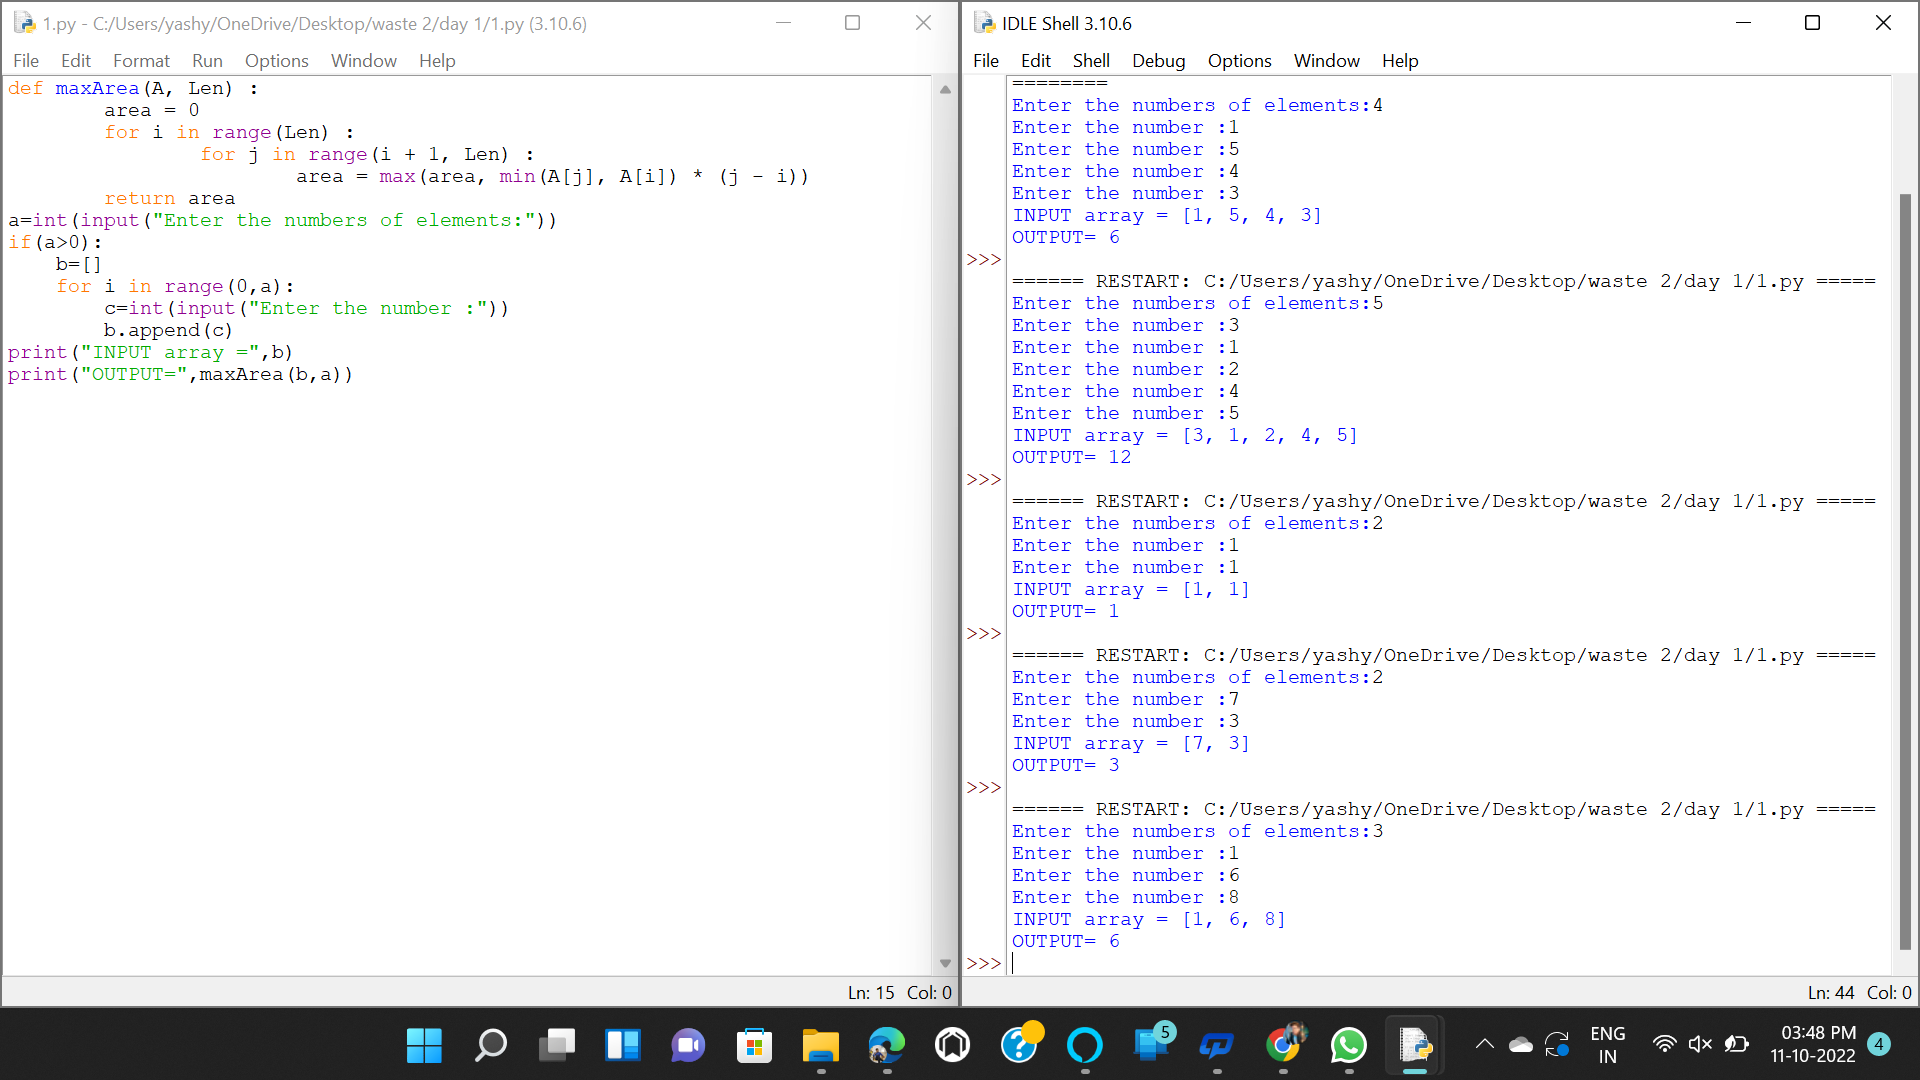 1.py - C:/Users/yashy/OneDrive/Desktop/waste 2/day 1/1.py (3.10.6)
File Edit Format Run Options Window Help
def maxArea(A, Len) :
        area = 0
        for i in range(Len) :
                for j in range(i + 1, Len) :
                        area = max(area, min(A[j], A[i]) * (j - i))
        return area
a=int(input("Enter the numbers of elements:"))
if(a>0):
    b=[]
    for i in range(0,a):
        c=int(input("Enter the number :"))
        b.append(c)
print("INPUT array =",b)
print("OUTPUT=",maxArea(b,a))
Ln: 15 Col: 0
IDLE Shell 3.10.6
File Edit Shell Debug Options Window Help
========
Enter the numbers of elements:4
Enter the number :1
Enter the number :5
Enter the number :4
Enter the number :3
INPUT array = [1, 5, 4, 3]
OUTPUT= 6
>>>
====== RESTART: C:/Users/yashy/OneDrive/Desktop/waste 2/day 1/1.py =====
Enter the numbers of elements:5
Enter the number :3
Enter the number :1
Enter the number :2
Enter the number :4
Enter the number :5
INPUT array = [3, 1, 2, 4, 5]
OUTPUT= 12
>>>
====== RESTART: C:/Users/yashy/OneDrive/Desktop/waste 2/day 1/1.py =====
Enter the numbers of elements:2
Enter the number :1
Enter the number :1
INPUT array = [1, 1]
OUTPUT= 1
>>>
====== RESTART: C:/Users/yashy/OneDrive/Desktop/waste 2/day 1/1.py =====
Enter the numbers of elements:2
Enter the number :7
Enter the number :3
INPUT array = [7, 3]
OUTPUT= 3
>>>
====== RESTART: C:/Users/yashy/OneDrive/Desktop/waste 2/day 1/1.py =====
Enter the numbers of elements:3
Enter the number :1
Enter the number :6
Enter the number :8
INPUT array = [1, 6, 8]
OUTPUT= 6
>>>
Ln: 44 Col: 0
5
ENG
IN
03:48 PM
11-10-2022
4